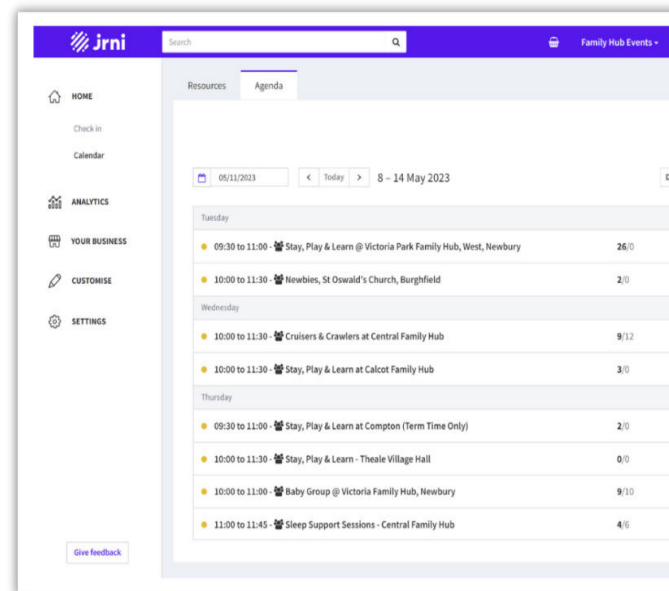 jrni
Search
Family Hub Events
HOME
Check in
Calendar
ANALYTICS
YOUR BUSINESS
CUSTOMISE
SETTINGS
Give feedback
Resources
Agenda
05/11/2023
< Today > 8 – 14 May 2023
Tuesday
09:30 to 11:00 - Stay, Play & Learn @ Victoria Park Family Hub, West, Newbury 26/0
10:00 to 11:30 - Newbies, St Oswald's Church, Burghfield 2/0
Wednesday
10:00 to 11:30 - Cruisers & Crawlers at Central Family Hub 9/12
10:00 to 11:30 - Stay, Play & Learn at Calcot Family Hub 3/0
Thursday
09:30 to 11:00 - Stay, Play & Learn at Compton (Term Time Only) 2/0
10:00 to 11:30 - Stay, Play & Learn - Theale Village Hall 0/0
10:00 to 11:00 - Baby Group @ Victoria Family Hub, Newbury 9/10
11:00 to 11:45 - Sleep Support Sessions - Central Family Hub 4/6